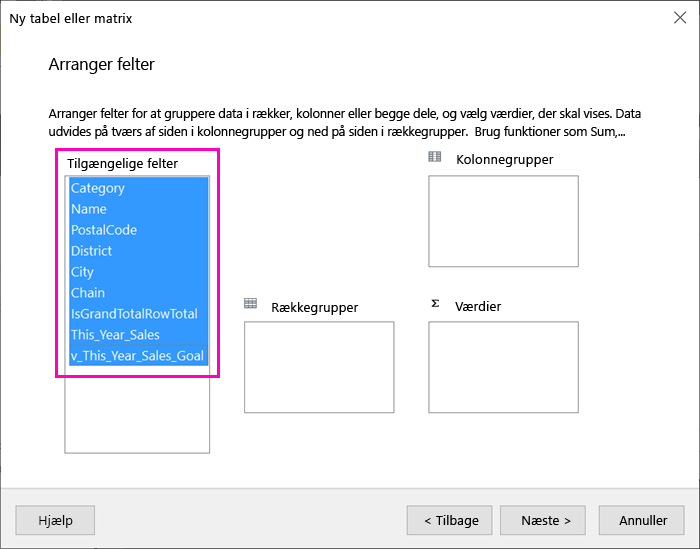 Ny tabel eller matrix
Arranger felter
Arranger felter for at gruppere data i rækker, kolonner eller begge dele, og vælg værdier, der skal vises. Data
udvides på tværs af siden i kolonnegrupper og ned på siden i rækkegrupper. Brug funktioner som Sum,...
Tilgængelige felter
Category
Name
PostalCode
District
City
Chain
IsGrandTotalRowTotal
This_Year_Sales
v_This_Year_Sales_Goal
Kolonnegrupper
Rækkegrupper
Σ Værdier
Hjælp
< Tilbage
Næste >
Annuller